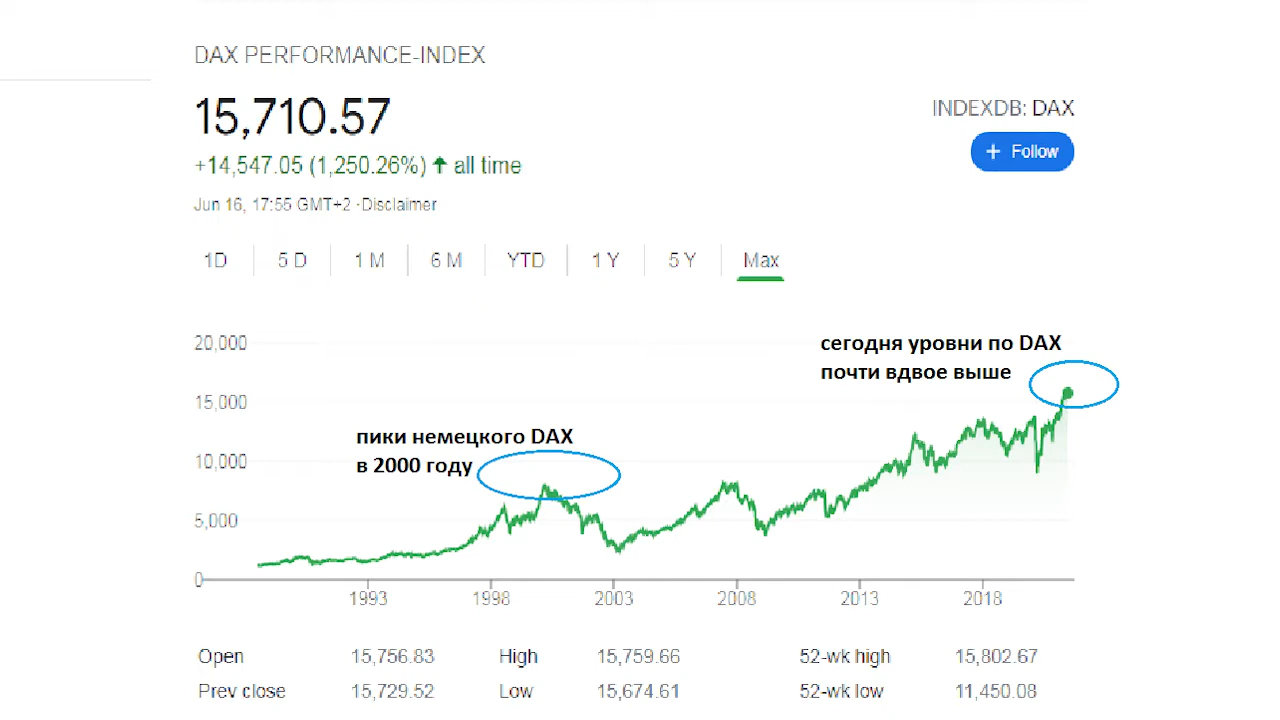 DAX PERFORMANCE-INDEX
15,710.57
INDEXDB: DAX
+ Follow
+14,547.05 (1,250.26%) ↑ all time
Jun 16, 17:55 GMT+2 · Disclaimer
1D 5 D 1 M 6 M YTD 1 Y 5 Y Max
20,000
сегодня уровни по DAX
почти вдвое выше
15,000
пики немецкого DAX
10,000
в 2000 году
5,000
0
1993 1998 2003 2008 2013 2018
Open 15,756.83 High 15,759.66 52-wk high 15,802.67
Prev close 15,729.52 Low 15,674.61 52-wk low 11,450.08